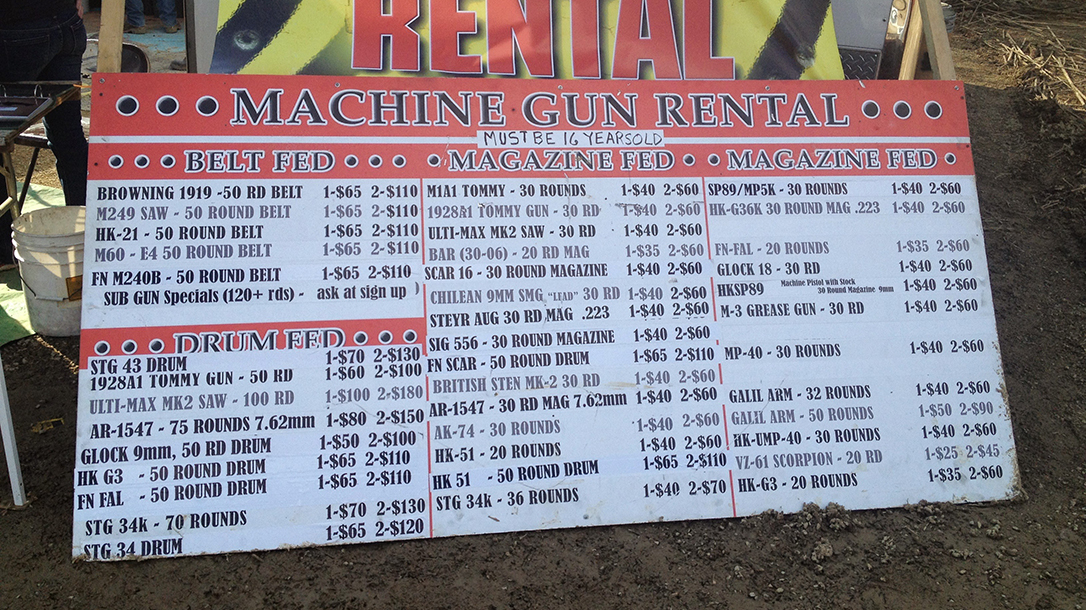 RENTAL
MACHINE GUN RENTAL
MUST BE 16 YEARSOLD
BELT FED
BROWNING 1919 -50 RD BELT 1-$65 2-$110
M249 SAW - 50 ROUND BELT 1-$65 2-$110
HK-21 - 50 ROUND BELT 1-$65 2-$110
M60 - E4 50 ROUND BELT 1-$65 2-$110
FN M240B - 50 ROUND BELT 1-$65 2-$110
SUB GUN Specials (120+ rds) - ask at sign up
DRUM FED
STG 43 DRUM 1-$70 2-$130
1928A1 TOMMY GUN - 50 RD 1-$60 2-$100
ULTI-MAX MK2 SAW - 100 RD 1-$100 2-$180
AR-1547 - 75 ROUNDS 7.62mm 1-$80 2-$150
GLOCK 9mm, 50 RD DRUM 1-$50 2-$100
HK G3 - 50 ROUND DRUM 1-$65 2-$110
FN FAL - 50 ROUND DRUM 1-$65 2-$110
STG 34k - 70 ROUNDS 1-$70 2-$130
STG 34 DRUM 1-$65 2-$120
MAGAZINE FED
M1A1 TOMMY - 30 ROUNDS 1-$40 2-$60
1928A1 TOMMY GUN - 30 RD 1-$40 2-$60
ULTI-MAX MK2 SAW - 30 RD 1-$40 2-$60
BAR (30-06) - 20 RD MAG 1-$35 2-$60
SCAR 16 - 30 ROUND MAGAZINE 1-$40 2-$60
CHILEAN 9MM SMG "LEAD" 30 RD 1-$40 2-$60
STEYR AUG 30 RD MAG .223 1-$40 2-$60
SIG 556 - 30 ROUND MAGAZINE 1-$40 2-$60
FN SCAR - 50 ROUND DRUM 1-$65 2-$110
BRITISH STEN MK-2 30 RD 1-$40 2-$60
AR-1547 - 30 RD MAG 7.62mm 1-$40 2-$60
AK-74 - 30 ROUNDS 1-$40 2-$60
HK-51 - 20 ROUNDS 1-$40 2-$60
HK 51 - 50 ROUND DRUM 1-$65 2-$110
STG 34k - 36 ROUNDS 1-$40 2-$70
MAGAZINE FED
SP89/MP5K - 30 ROUNDS 1-$40 2-$60
HK-G36K 30 ROUND MAG .223 1-$40 2-$60
FN-FAL - 20 ROUNDS 1-$35 2-$60
GLOCK 18 - 30 RD 1-$40 2-$60
HKSP89 Machine Pistol with Stock 30 Round Magazine 9mm 1-$40 2-$60
M-3 GREASE GUN - 30 RD 1-$40 2-$60
MP-40 - 30 ROUNDS 1-$40 2-$60
GALIL ARM - 32 ROUNDS 1-$40 2-$60
GALIL ARM - 50 ROUNDS 1-$50 2-$90
HK-UMP-40 - 30 ROUNDS 1-$40 2-$60
VZ-61 SCORPION - 20 RD 1-$25 2-$45
HK-G3 - 20 ROUNDS 1-$35 2-$60